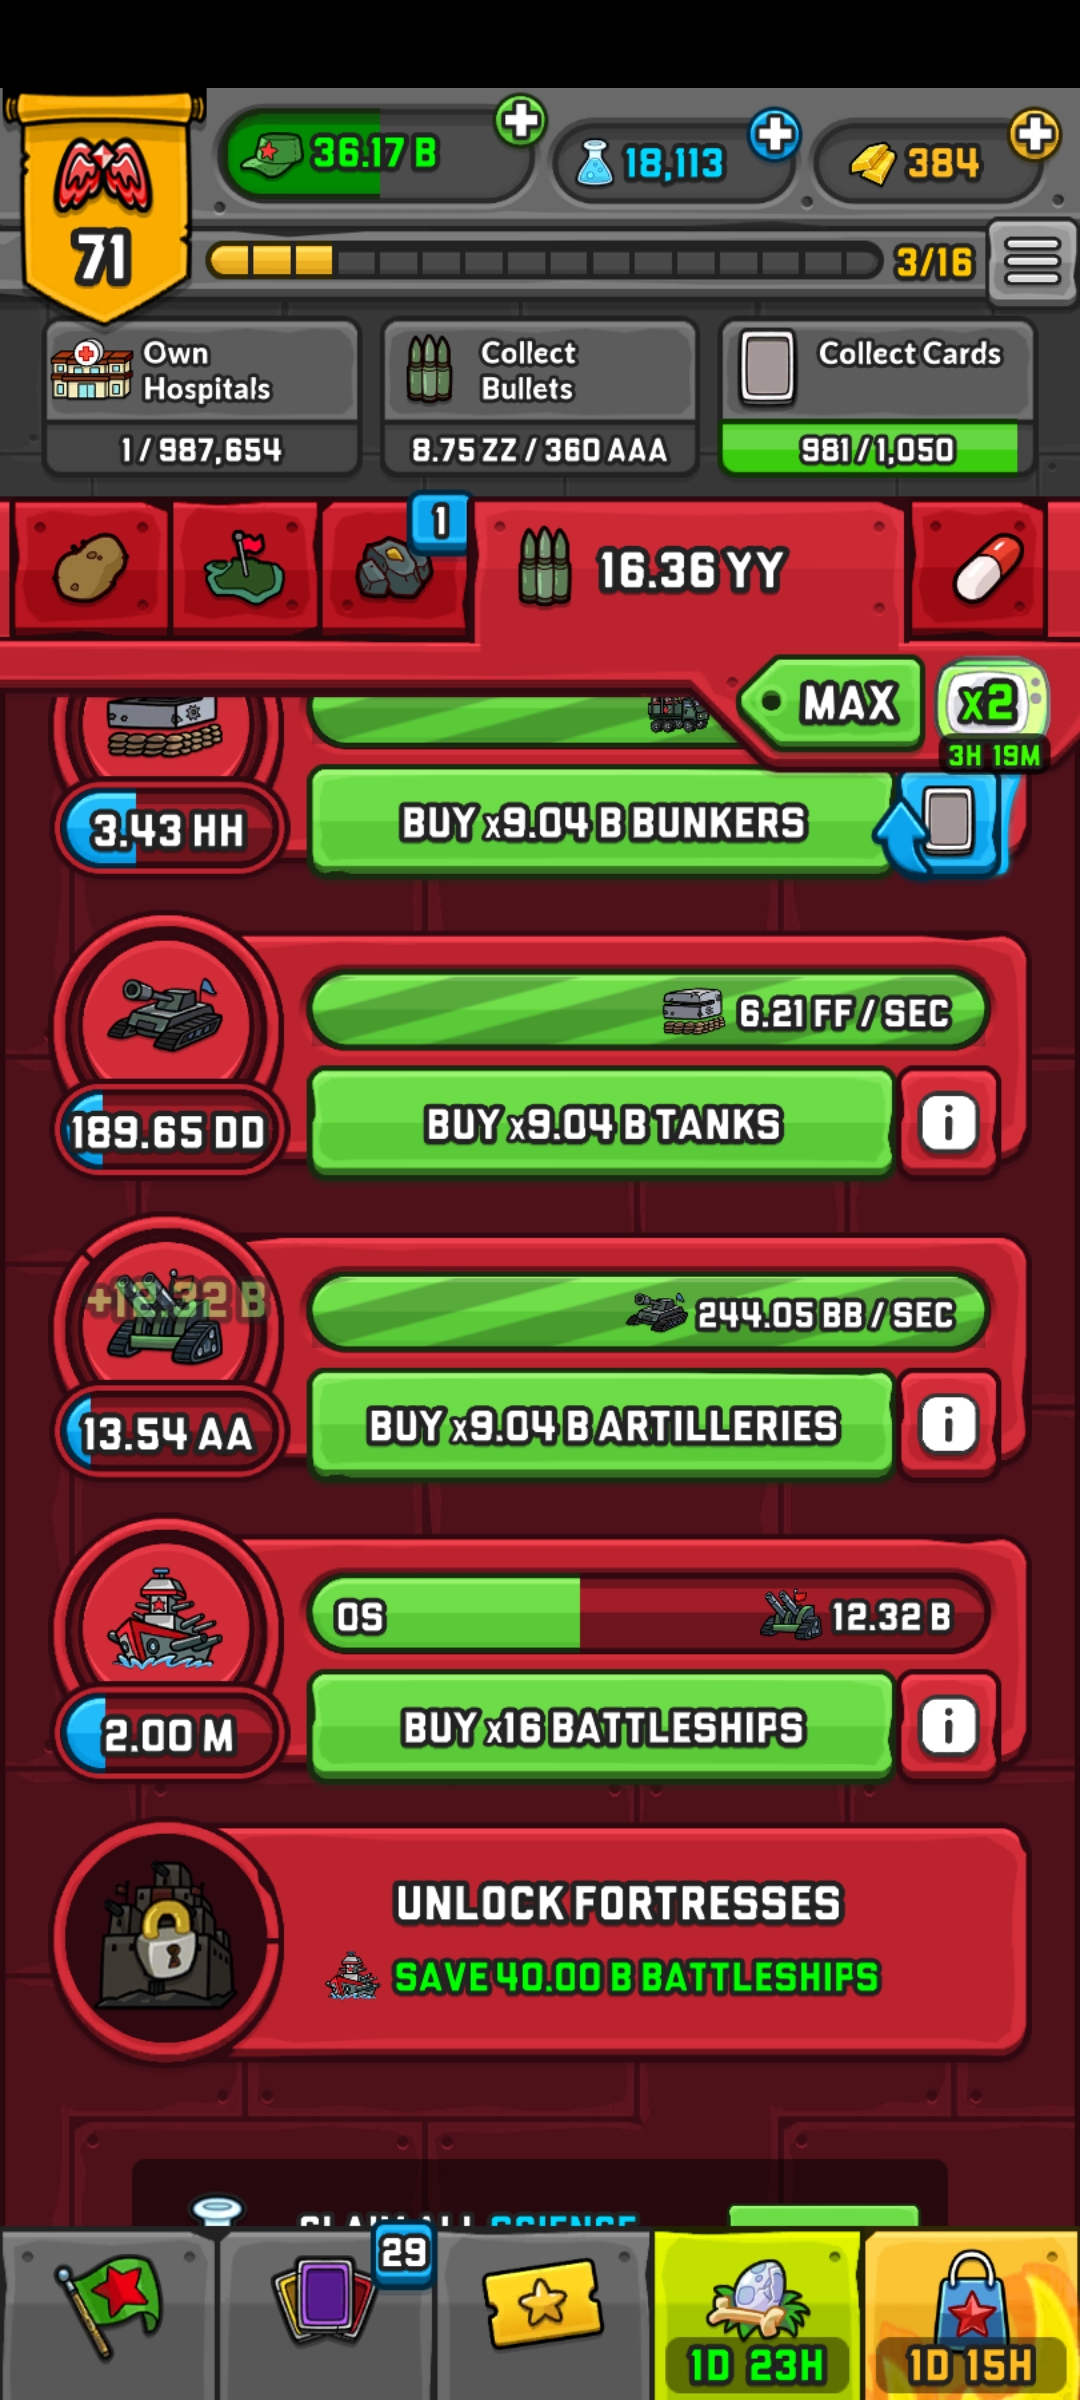 71
36.17 B
18,113
384
3/16
Own
Hospitals
1 / 987,654
Collect
Bullets
8.75 ZZ / 360 AAA
Collect Cards
981 / 1,050
1
16.36 YY
MAX
x2
3H 19M
3.43 HH
BUY x9.04 B BUNKERS
6.21 FF / SEC
189.65 DD
BUY x9.04 B TANKS
i
+12.32 B
244.05 BB / SEC
13.54 AA
BUY x9.04 B ARTILLERIES
i
0S
12.32 B
2.00 M
BUY x16 BATTLESHIPS
i
UNLOCK FORTRESSES
SAVE 40.00 B BATTLESHIPS
CLAIM ALL SCIENCE
29
1D 23H
1D 15H